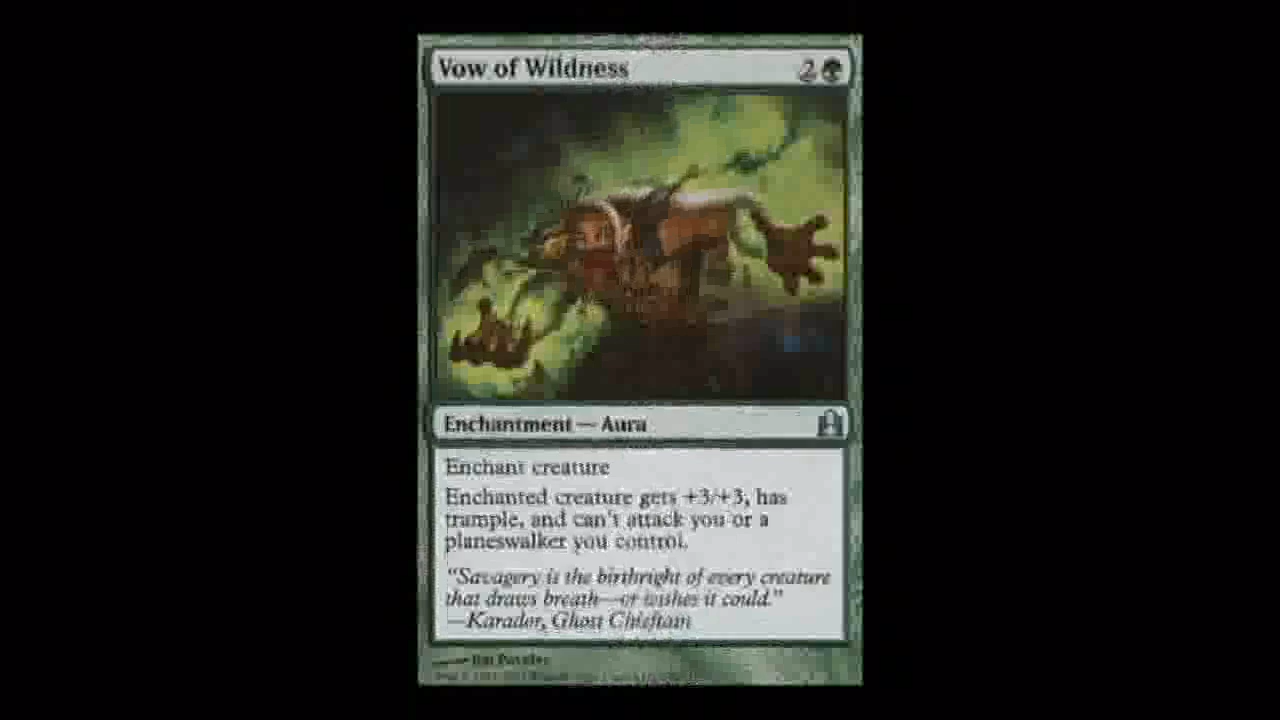 Vow of Wildness 2
Enchantment — Aura
Enchant creature
Enchanted creature gets +3/+3, has
trample, and can't attack you or a
planeswalker you control.
"Savagery is the birthright of every creature
that draws breath—or wishes it could."
—Karador, Ghost Chieftain